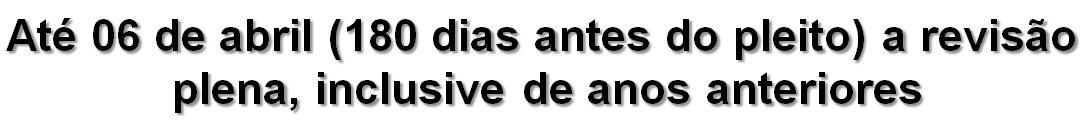 Até 06 de abril (180 dias antes do pleito) a revisão
plena, inclusive de anos anteriores